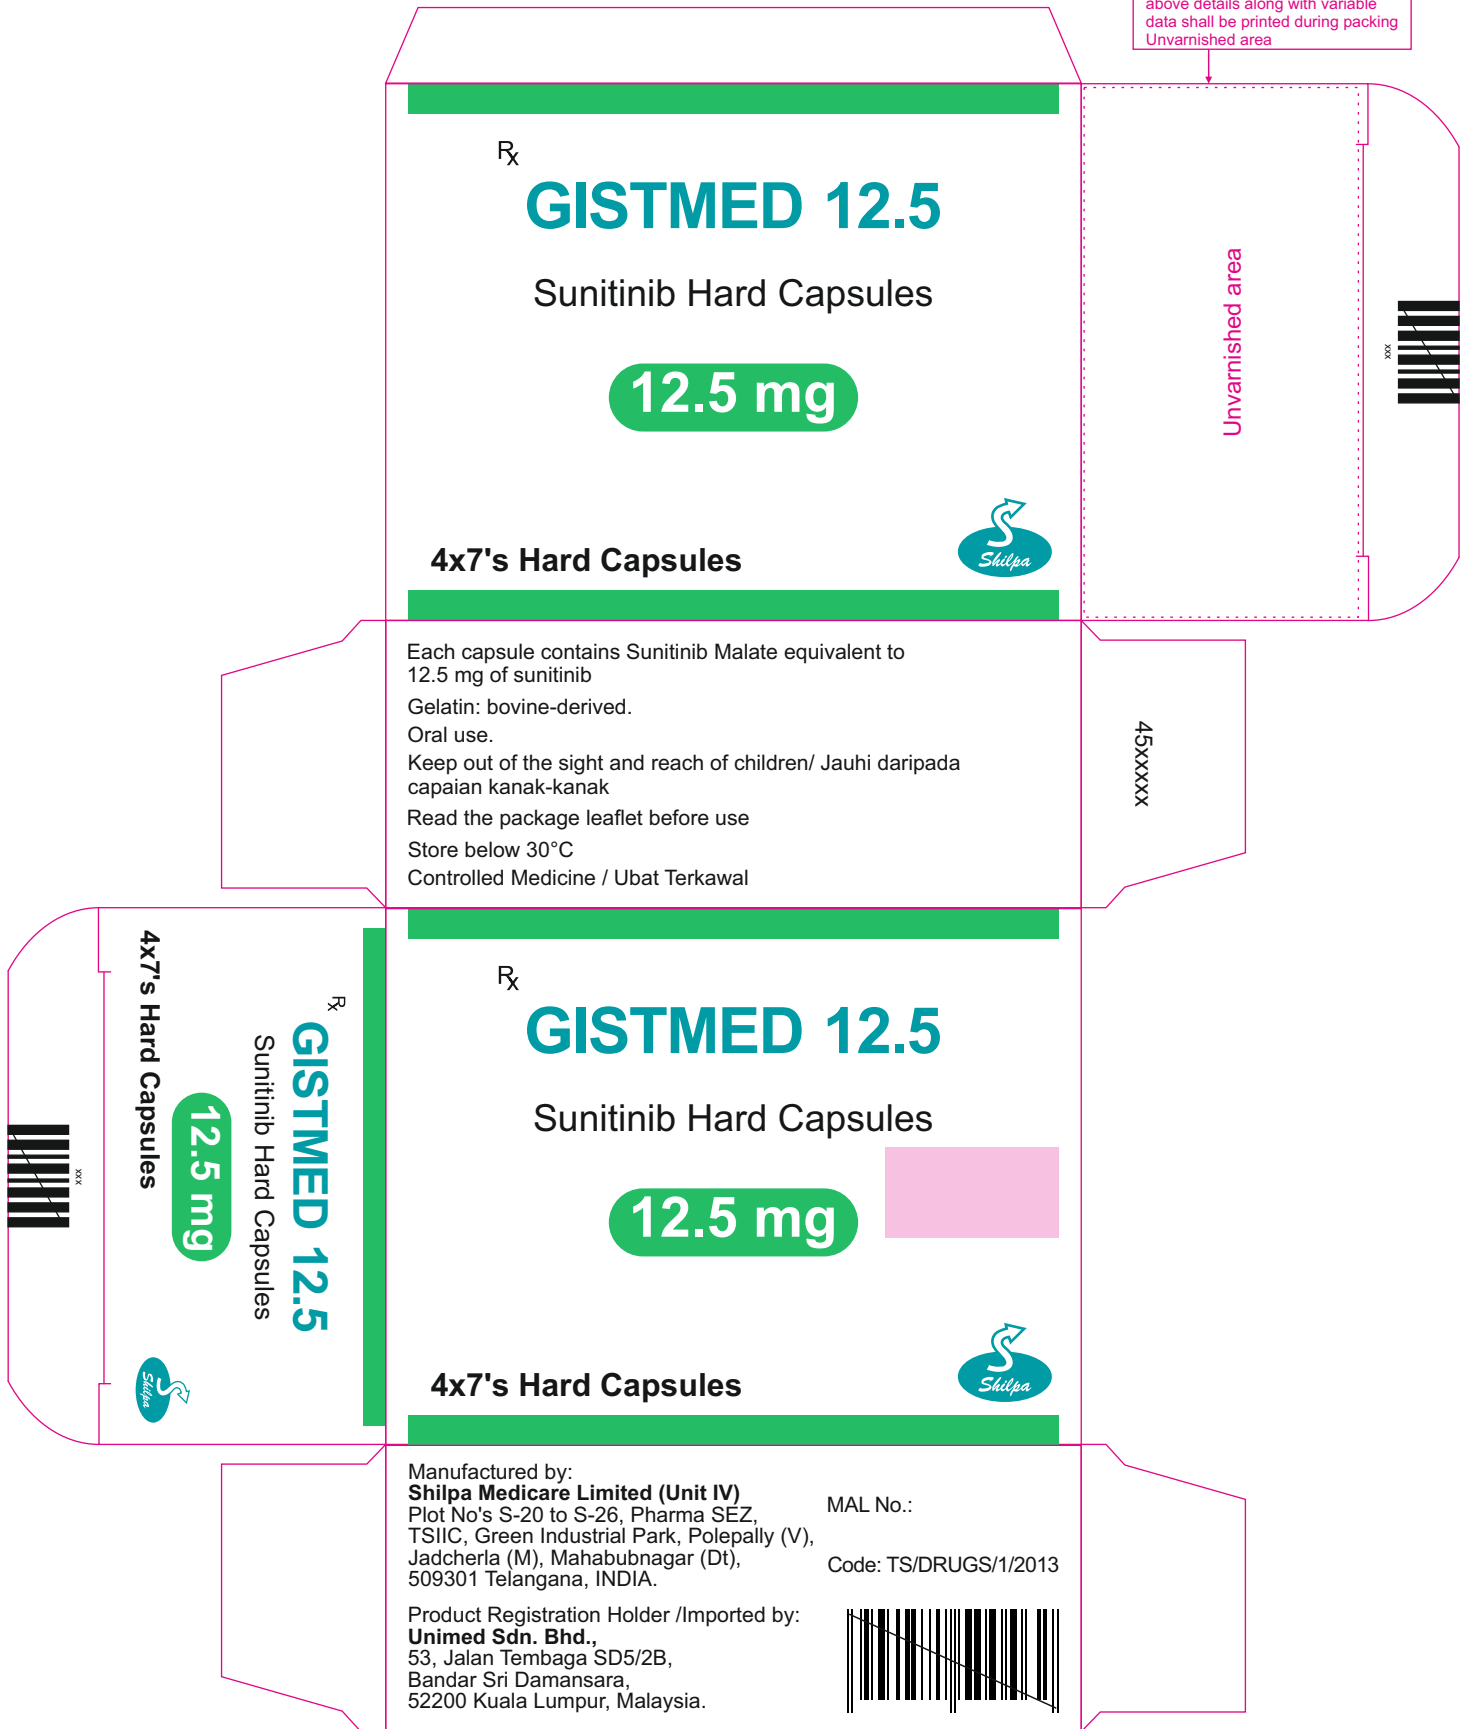 above details along with variable
data shall be printed during packing
Unvarnished area
Rx
GISTMED 12.5
Sunitinib Hard Capsules
12.5 mg
4x7's Hard Capsules
Shilpa
Unvarnished area
xxx
Each capsule contains Sunitinib Malate equivalent to
12.5 mg of sunitinib
Gelatin: bovine-derived.
Oral use.
Keep out of the sight and reach of children/ Jauhi daripada
capaian kanak-kanak
Read the package leaflet before use
Store below 30°C
Controlled Medicine / Ubat Terkawal
45xxxxx
Rx
GISTMED 12.5
Sunitinib Hard Capsules
12.5 mg
4x7's Hard Capsules
Shilpa
xxx
Rx
GISTMED 12.5
Sunitinib Hard Capsules
12.5 mg
4x7's Hard Capsules
Shilpa
Manufactured by:
Shilpa Medicare Limited (Unit IV)
Plot No's S-20 to S-26, Pharma SEZ,
TSIIC, Green Industrial Park, Polepally (V),
Jadcherla (M), Mahabubnagar (Dt),
509301 Telangana, INDIA.
Product Registration Holder /Imported by:
Unimed Sdn. Bhd.,
53, Jalan Tembaga SD5/2B,
Bandar Sri Damansara,
52200 Kuala Lumpur, Malaysia.
MAL No.:
Code: TS/DRUGS/1/2013